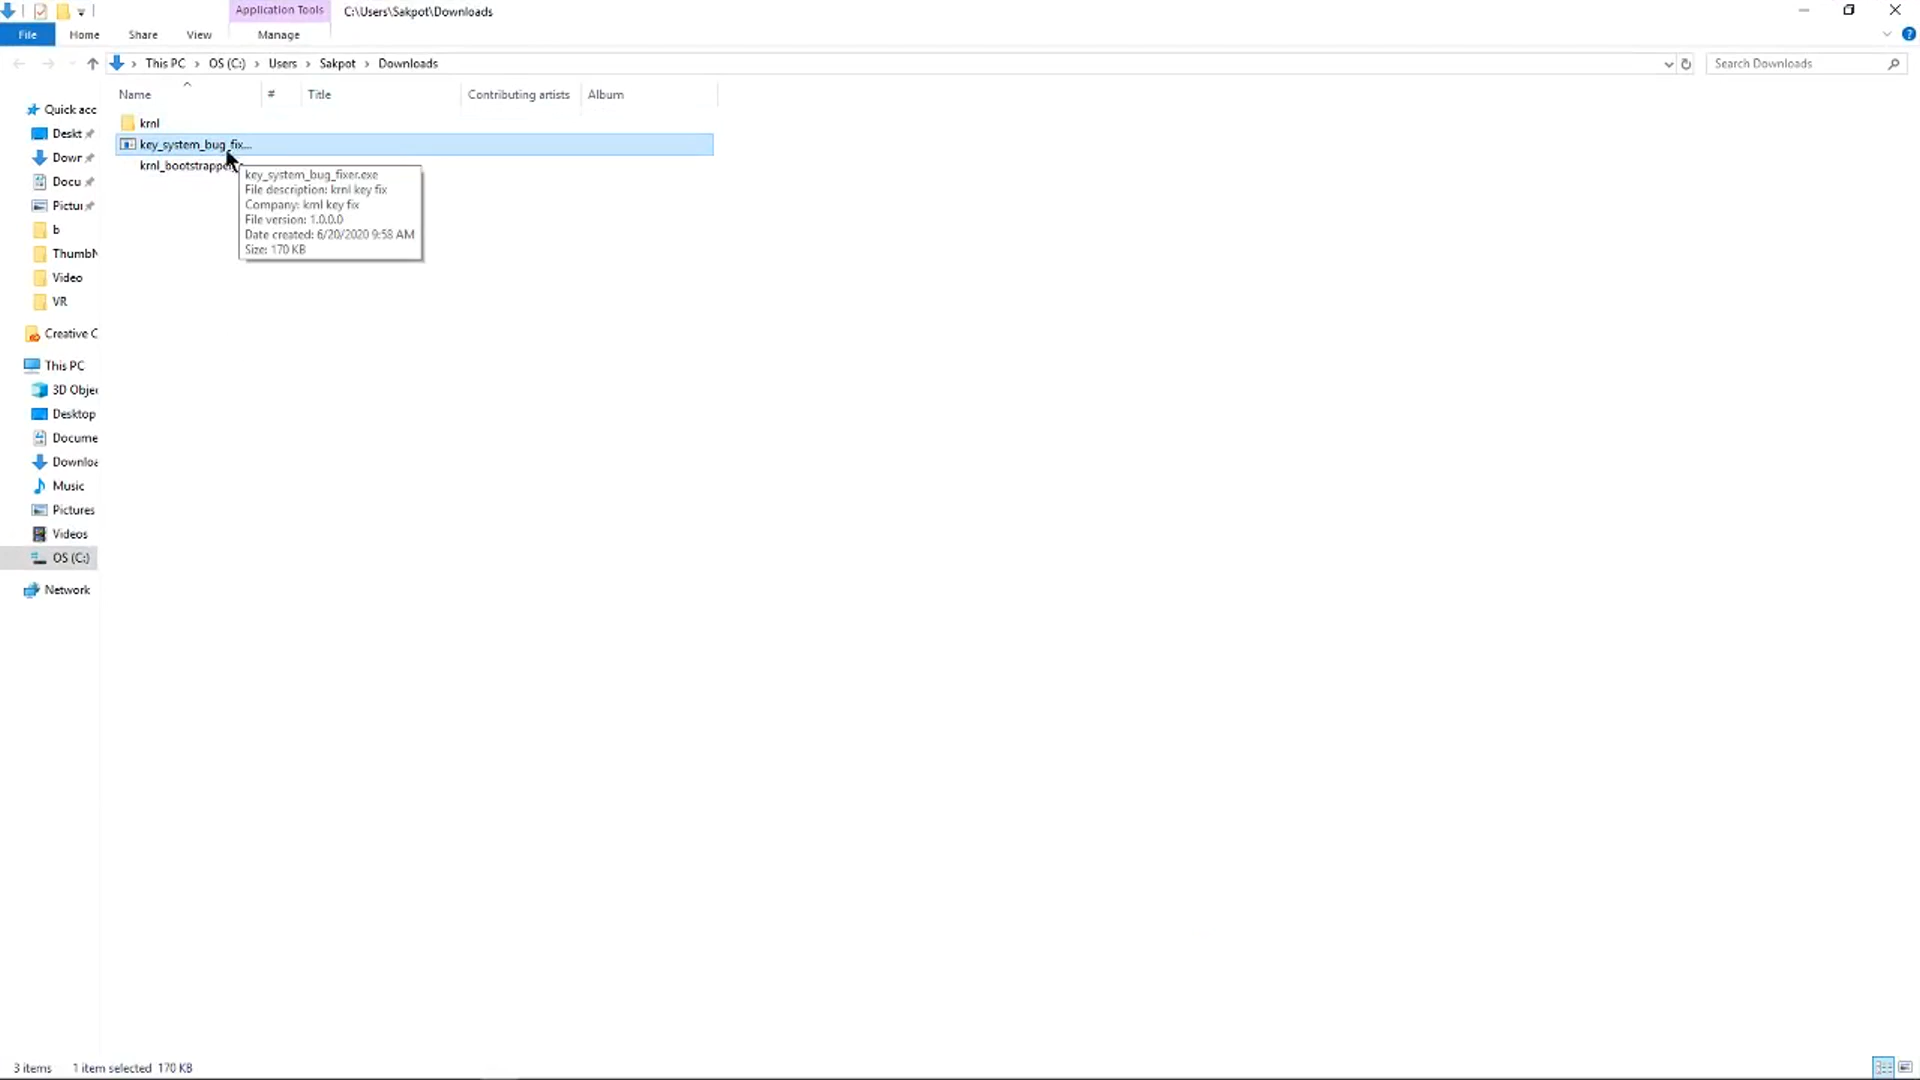 Application Tools
C:\Users\Sakpot\Downloads
File
Home
Share
View
Manage
This PC > OS (C:) > Users > Sakpot > Downloads
Search Downloads
Name
#
Title
Contributing artists
Album
Quick acc
Deskt
Dowr
Docu
Pictur
b
ThumbN
Video
VR
Creative C
This PC
3D Objec
Desktop
Docume
Downloa
Music
Pictures
Videos
OS (C:)
Network
krnl
key_system_bug_fix...
krnl_bootstrapper
key_system_bug_fixer.exe
File description: krnl key fix
Company: krnl key fix
File version: 1.0.0.0
Date created: 6/20/2020 9:58 AM
Size: 170 KB
3 items
1 item selected 170 KB